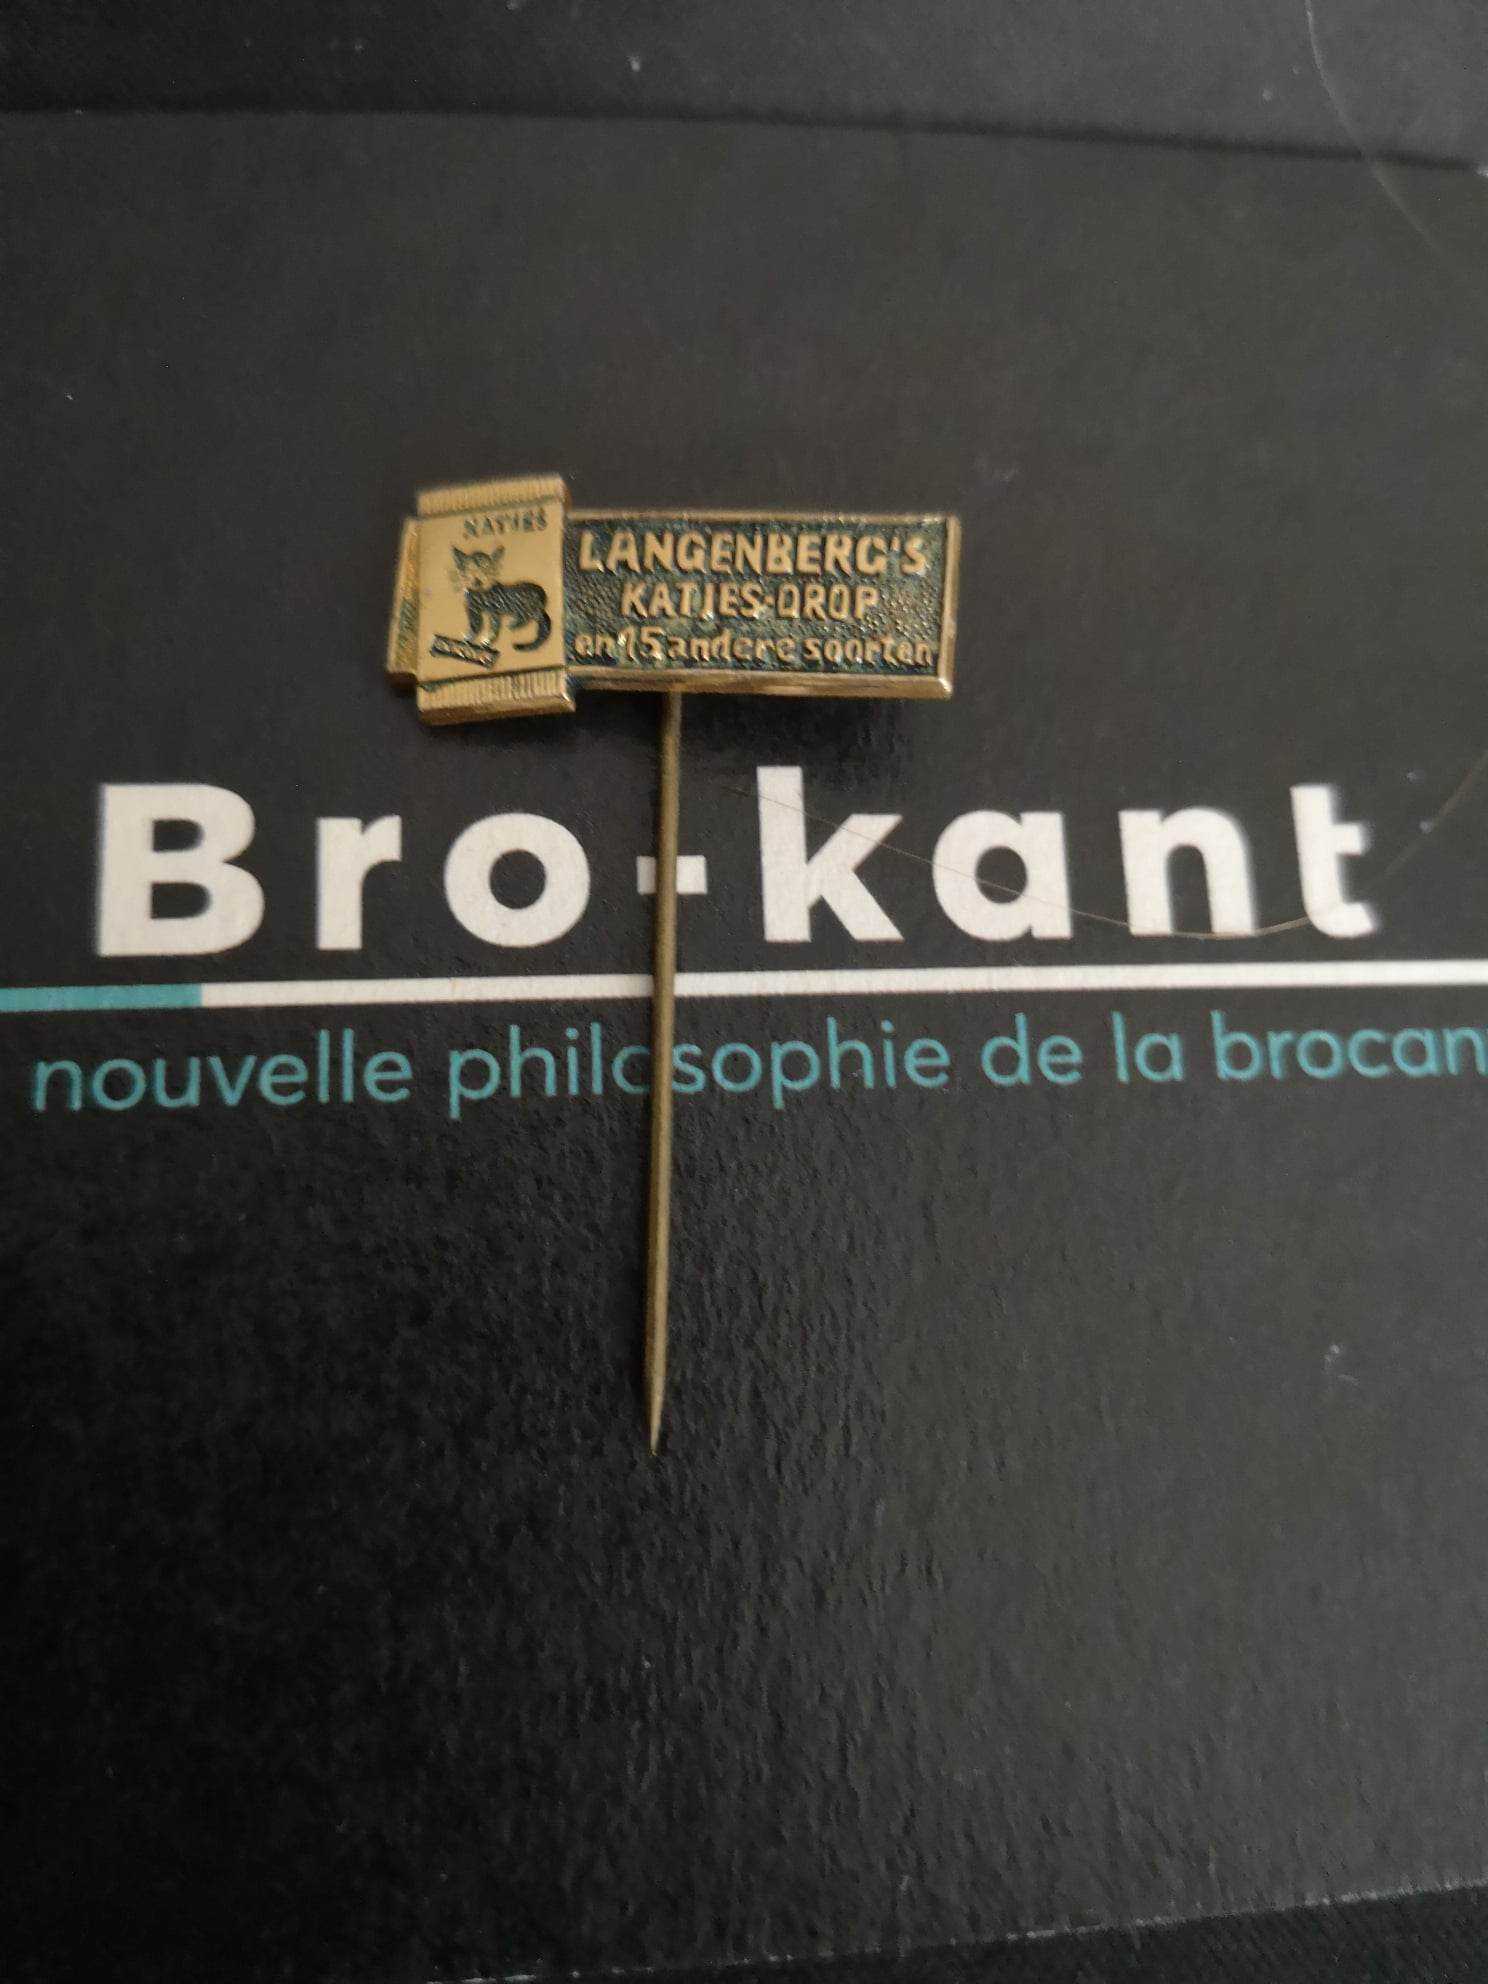 KATJES
LANGENBERG'S
KATJES-DROP
en 15 andere soorten
Bro-kant
nouvelle philosophie de la brocan